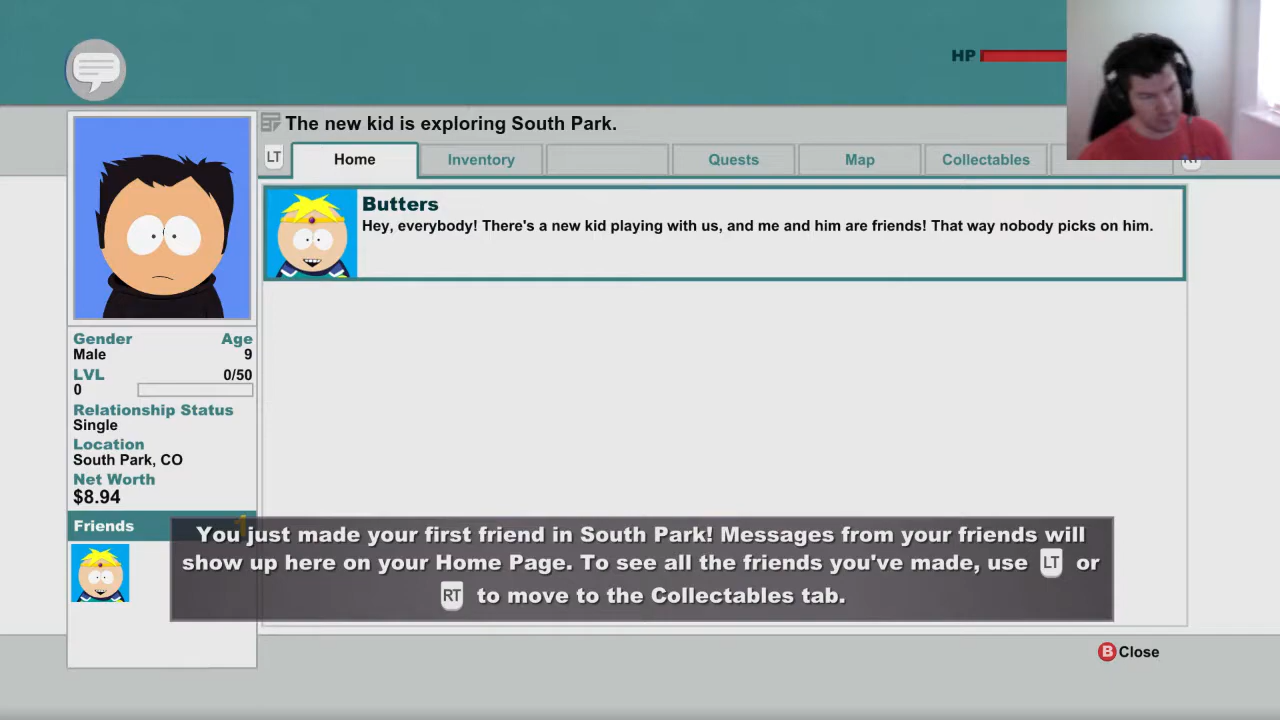 HP
The new kid is exploring South Park.
LT
Home
Inventory
Quests
Map
Collectables
Butters
Hey, everybody! There's a new kid playing with us, and me and him are friends! That way nobody picks on him.
Gender Age
Male 9
LVL 0/50
0
Relationship Status
Single
Location
South Park, CO
Net Worth
$8.94
Friends 1
You just made your first friend in South Park! Messages from your friends will
show up here on your Home Page. To see all the friends you've made, use LT or
RT to move to the Collectables tab.
B Close